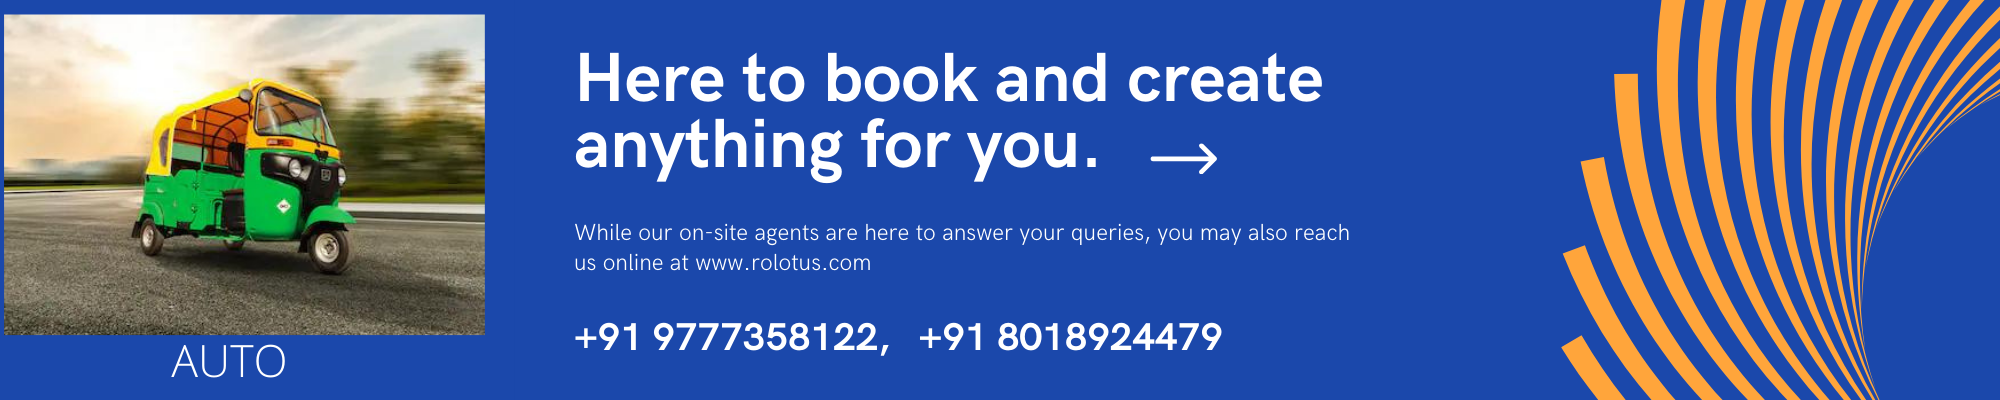 Here to book and create
anything for you.
While our on-site agents are here to answer your queries, you may also reach
us online at www.rolotus.com
+91 9777358122, +91 8018924479
AUTO